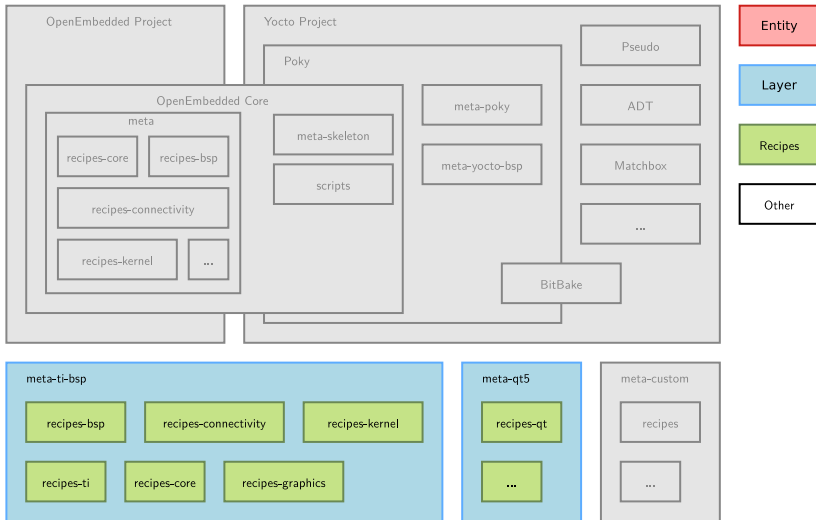 OpenEmbedded Project
Yocto Project
Poky
Pseudo
OpenEmbedded Core
meta
meta-skeleton
meta-poky
ADT
recipes-core
recipes-bsp
scripts
meta-yocto-bsp
Matchbox
recipes-connectivity
...
recipes-kernel
...
BitBake
Entity
Layer
Recipes
Other
meta-ti-bsp
recipes-bsp
recipes-connectivity
recipes-kernel
recipes-ti
recipes-core
recipes-graphics
meta-qt5
recipes-qt
...
meta-custom
recipes
...